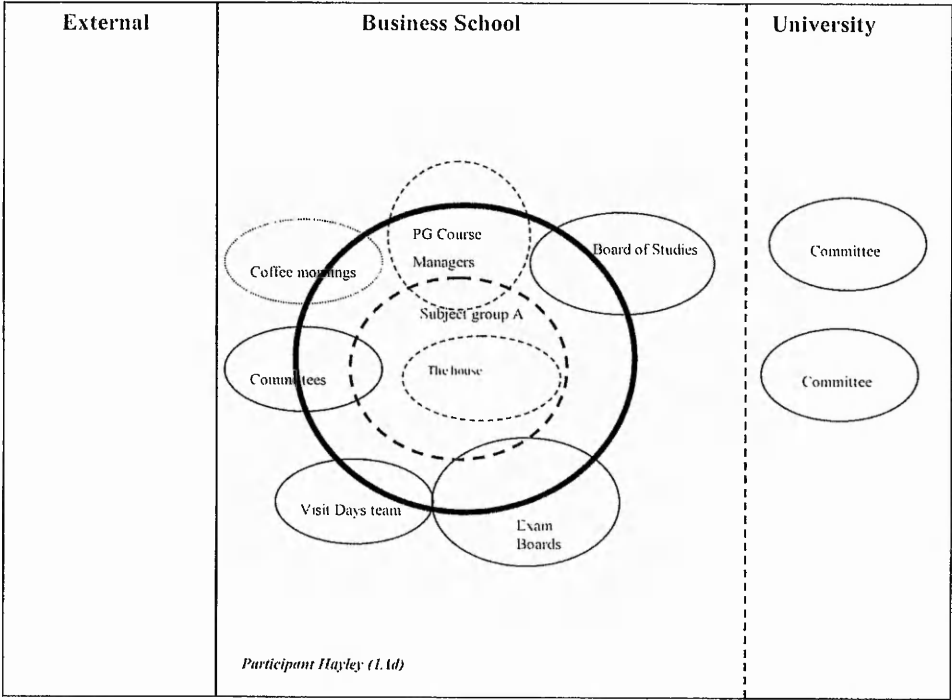 External
Business School
University
PG Course
Managers
Board of Studies
Coffee mornings
Subject group A
Committee
The house
Committees
Committee
Visit Days team
Exam
Boards
Participant Hayley (1Ad)